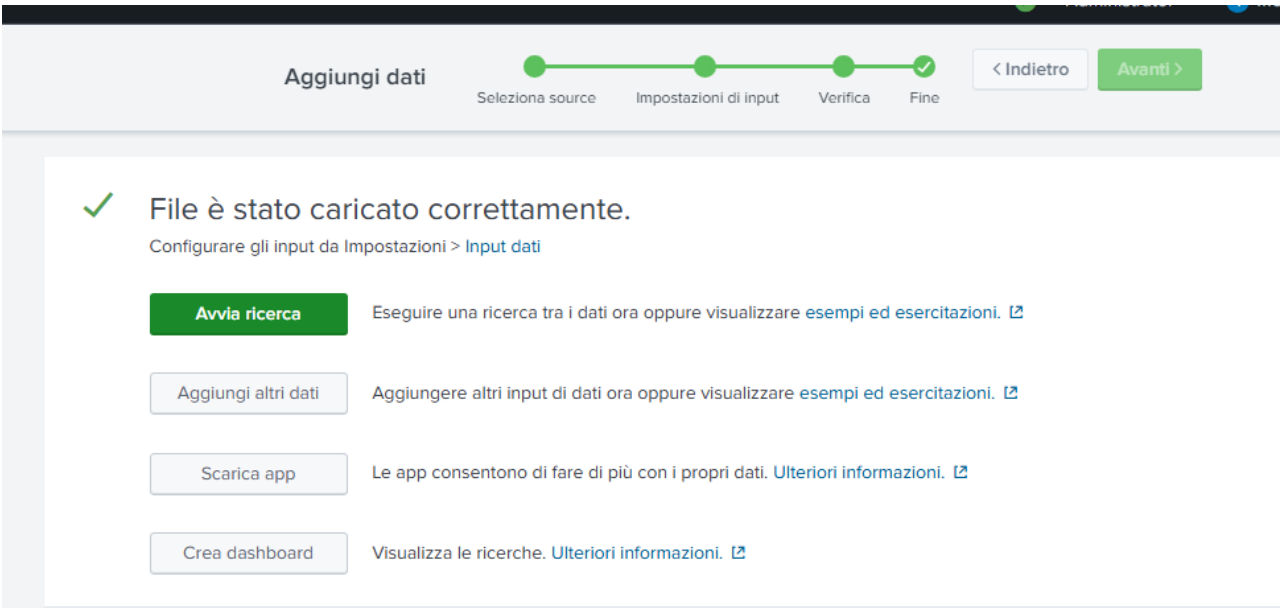 Aggiungi dati
Seleziona source
Impostazioni di input
Verifica
Fine
< Indietro
Avanti >
File è stato caricato correttamente.
Configurare gli input da Impostazioni > Input dati
Avvia ricerca
Eseguire una ricerca tra i dati ora oppure visualizzare esempi ed esercitazioni.
Aggiungi altri dati
Aggiungere altri input di dati ora oppure visualizzare esempi ed esercitazioni.
Scarica app
Le app consentono di fare di più con i propri dati. Ulteriori informazioni.
Crea dashboard
Visualizza le ricerche. Ulteriori informazioni.